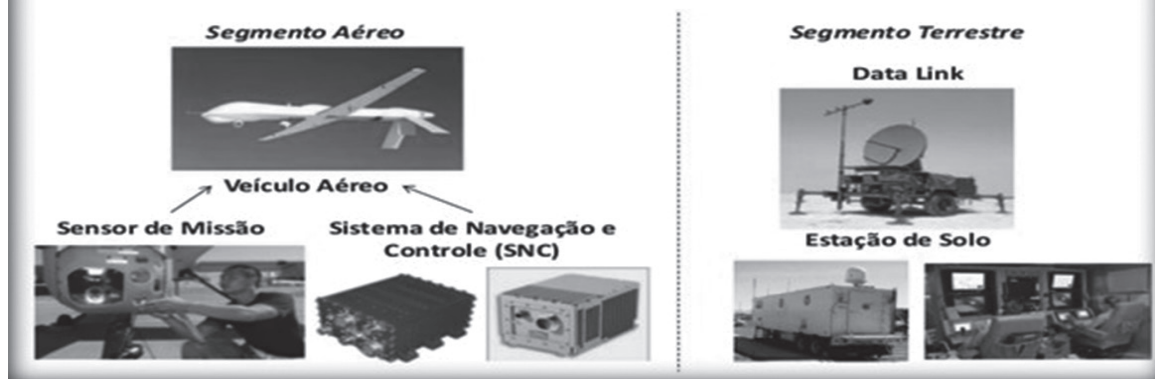 Segmento Aéreo
Veículo Aéreo
Sensor de Missão
Sistema de Navegação e
Controle (SNC)
Segmento Terrestre
Data Link
Estação de Solo